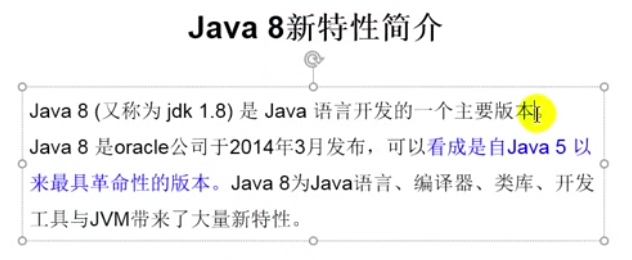 Java 8新特性简介
Java 8 (又称为 jdk 1.8) 是 Java 语言开发的一个主要版本。
Java 8 是oracle公司于2014年3月发布，可以看成是自Java 5 以
来最具革命性的版本。Java 8为Java语言、编译器、类库、开发
工具与JVM带来了大量新特性。